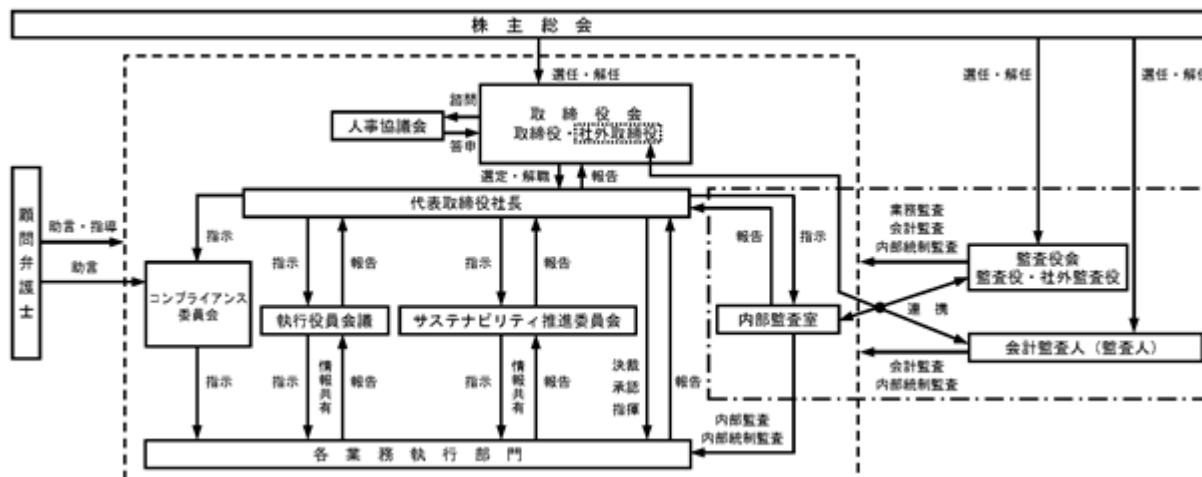 株主総会
選任・解任
選任・解任
選任・解任
諮問
人事協議会
答申
取締役会
取締役・社外取締役
選定・解職
報告
代表取締役社長
顧問弁護士
助言・指導
助言
指示
指示
報告
指示
報告
報告
指示
業務監査
会計監査
内部統制監査
監査役会
監査役・社外監査役
コンプライアンス
委員会
執行役員会議
サステナビリティ推進委員会
内部監査室
連携
会計監査人（監査人）
会計監査
内部統制監査
指示
指示
情報共有
報告
指示
情報共有
報告
決裁
承認
指揮
報告
内部監査
内部統制監査
各業務執行部門